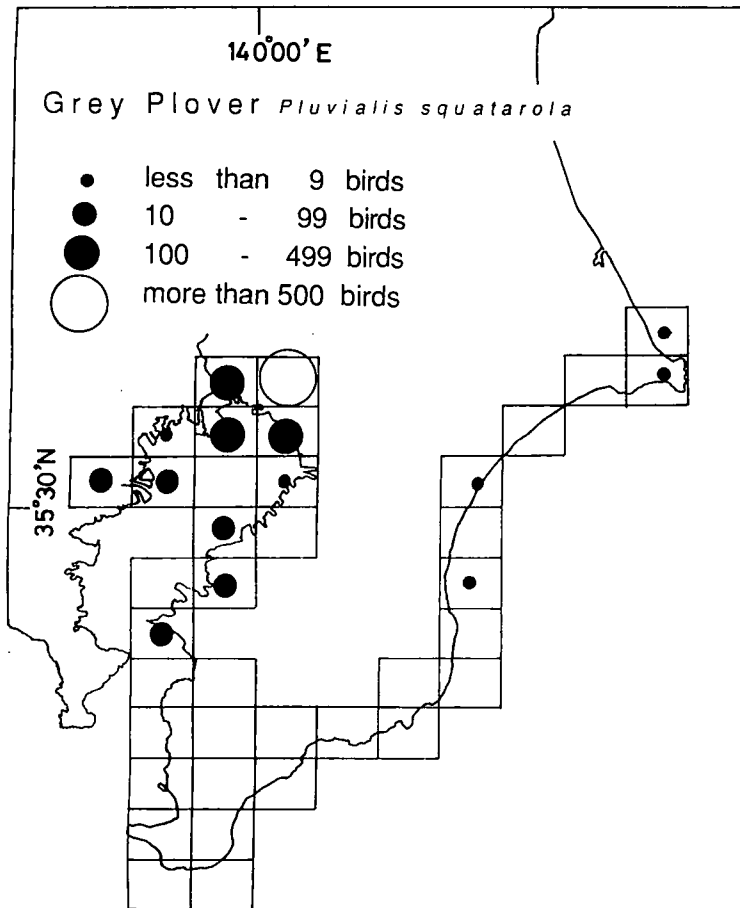 140°00' E
Grey Plover Pluvialis squatarola
less than 9 birds
10 - 99 birds
100 - 499 birds
more than 500 birds
35°30'N